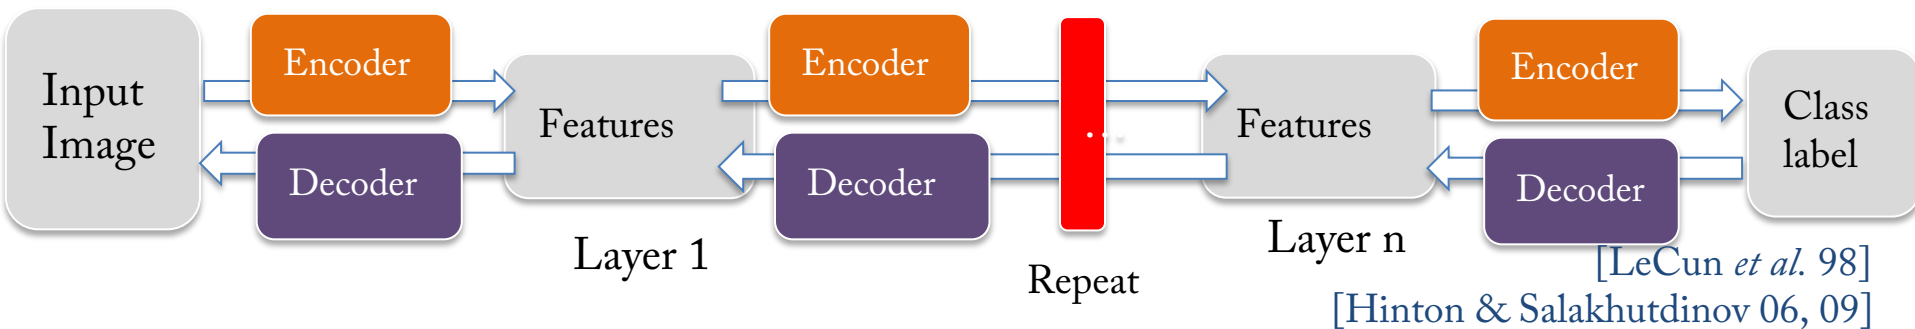 Input
Image
Encoder
Decoder
Features
Layer 1
Encoder
Decoder
...
Repeat
Features
Layer n
Encoder
Decoder
Class
label
[LeCun et al. 98]
[Hinton & Salakhutdinov 06, 09]